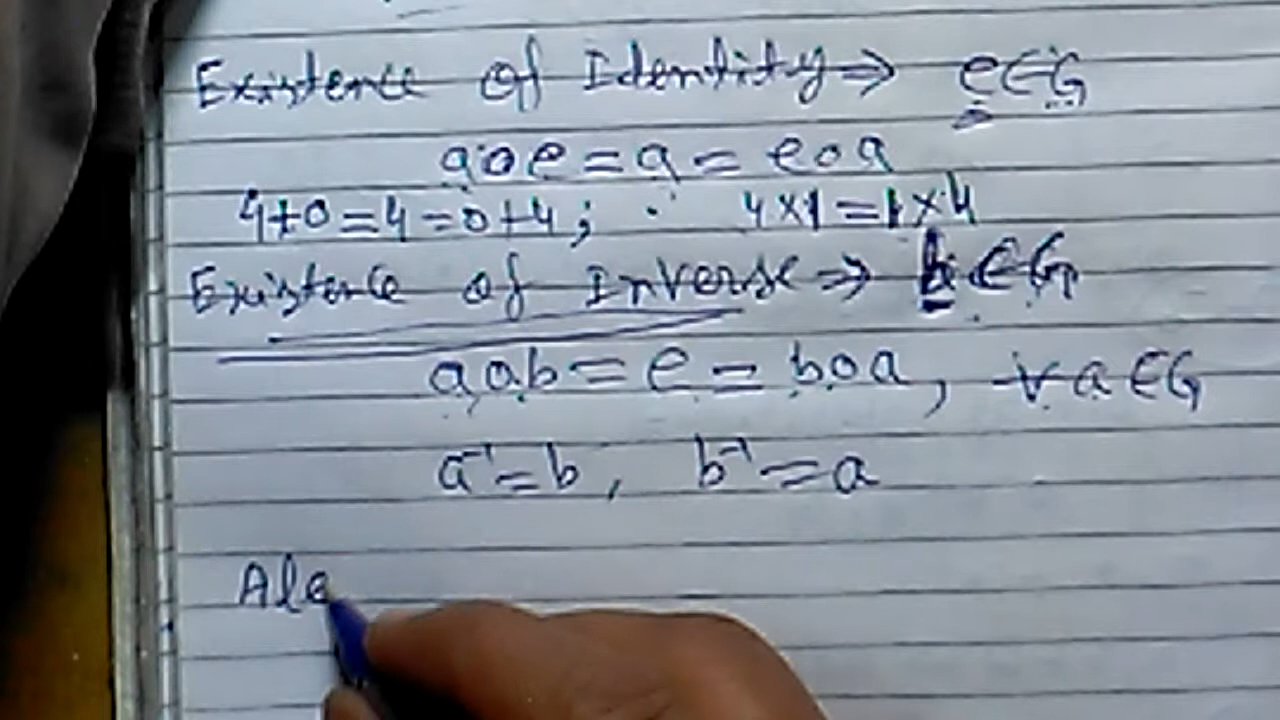 Existence of Identity ⇒ e∈G
aoe = a = eoa
4+0=4=0+4; 4×1=1×4
Existence of Inverse ⇒ b∈G
aob = e = boa, ∀ a∈G
a⁻¹=b, b⁻¹=a